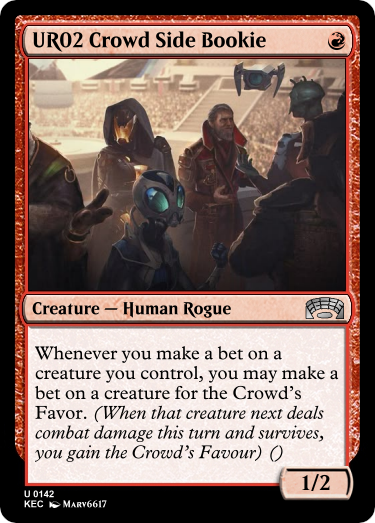 UR02 Crowd Side Bookie
Creature — Human Rogue
Whenever you make a bet on a
creature you control, you may make a
bet on a creature for the Crowd's
Favor. (When that creature next deals
combat damage this turn and survives,
you gain the Crowd's Favour) ()
1/2
U 0142
KEC Marv6617